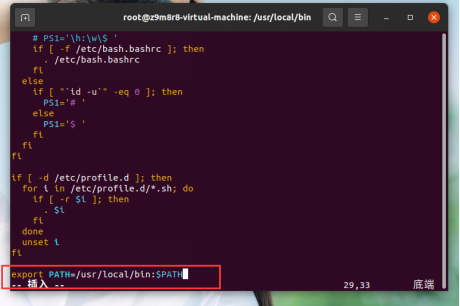 root@z9m8r8-virtual-machine: /usr/local/bin
# PS1='\h:\w\$ '
if [ -f /etc/bash.bashrc ]; then
. /etc/bash.bashrc
fi
else
if [ "`id -u`" -eq 0 ]; then
PS1='# '
else
PS1='$ '
fi
fi
fi
if [ -d /etc/profile.d ]; then
for i in /etc/profile.d/*.sh; do
if [ -r $i ]; then
. $i
fi
done
unset i
fi
export PATH=/usr/local/bin:$PATH
-- 插入 --
29,33
底端